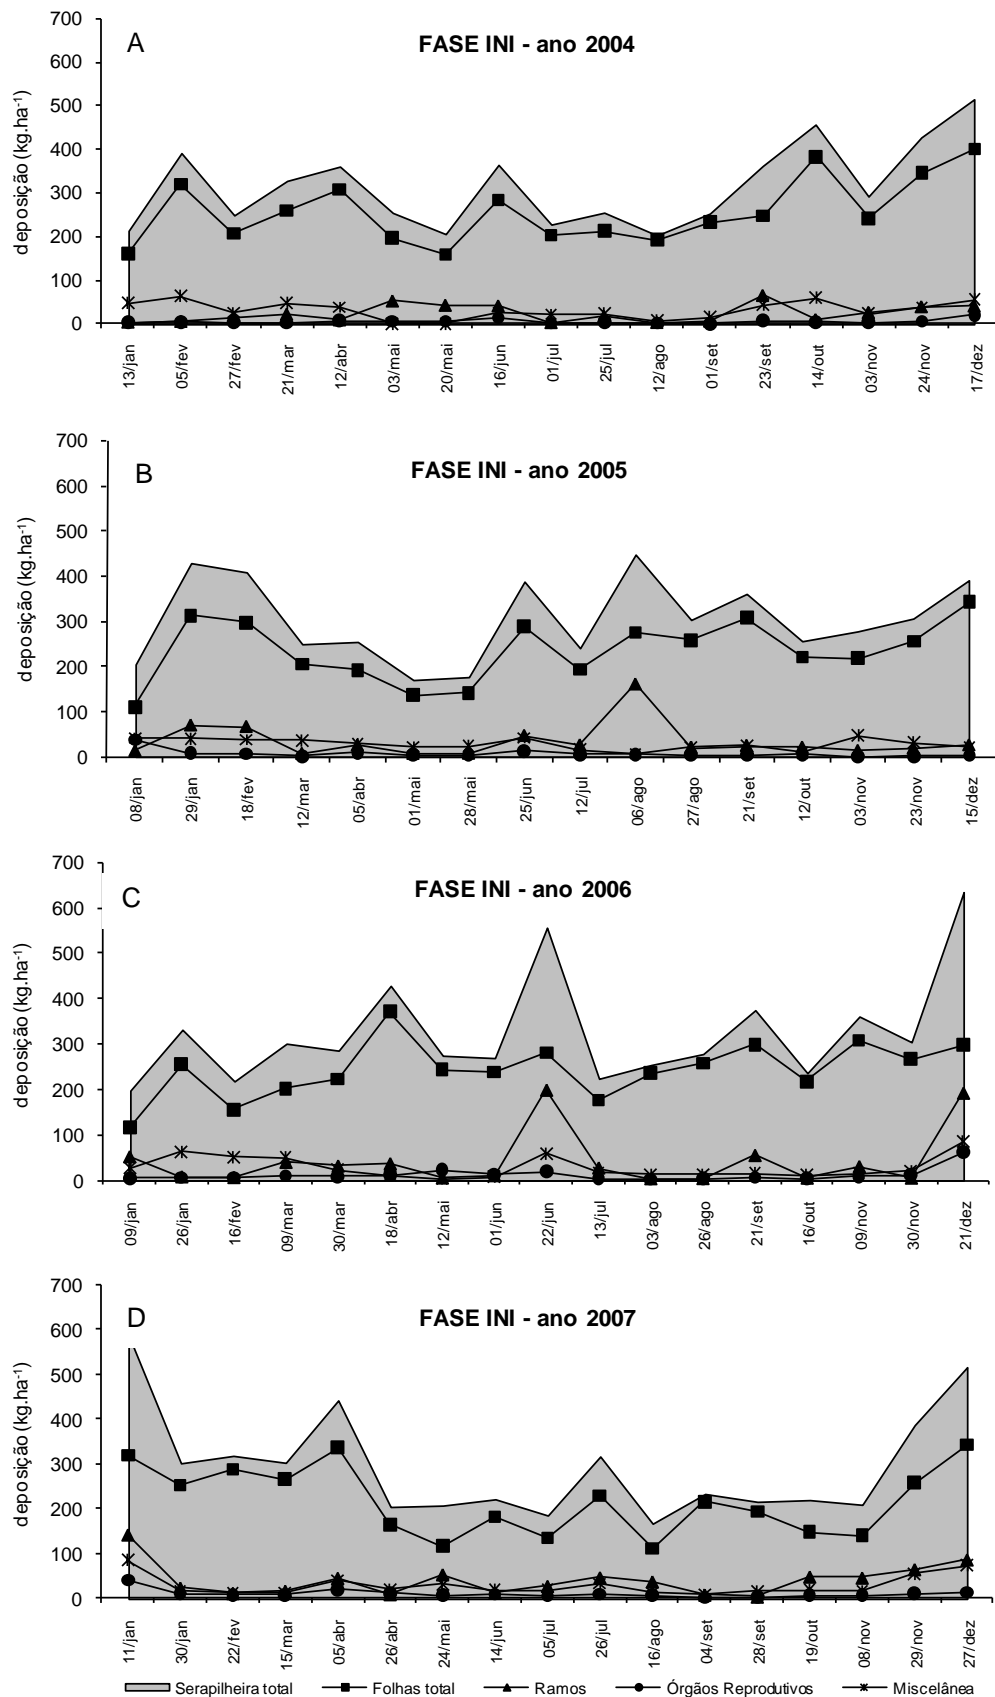 A
FASE INI - ano 2004
deposição (kg.ha⁻¹)
700
600
500
400
300
200
100
0
13/jan
05/fev
27/fev
21/mar
12/abr
03/mai
20/mai
16/jun
01/jul
25/jul
12/ago
01/set
23/set
14/out
03/nov
24/nov
17/dez
B
FASE INI - ano 2005
deposição (kg.ha⁻¹)
700
600
500
400
300
200
100
0
08/jan
29/jan
18/fev
12/mar
05/abr
01/mai
28/mai
25/jun
12/jul
06/ago
27/ago
21/set
12/out
03/nov
23/nov
15/dez
C
FASE INI - ano 2006
deposição (kg.ha⁻¹)
700
600
500
400
300
200
100
0
09/jan
26/jan
16/fev
09/mar
30/mar
18/abr
12/mai
01/jun
22/jun
13/jul
03/ago
26/ago
21/set
16/out
09/nov
30/nov
21/dez
D
FASE INI - ano 2007
deposição (kg.ha⁻¹)
700
600
500
400
300
200
100
0
11/jan
30/jan
22/fev
15/mar
05/abr
26/abr
24/mai
14/jun
05/jul
26/jul
16/ago
04/set
28/set
19/out
08/nov
29/nov
27/dez
Serapilheira total Folhas total Ramos Órgãos Reprodutivos Miscelânea